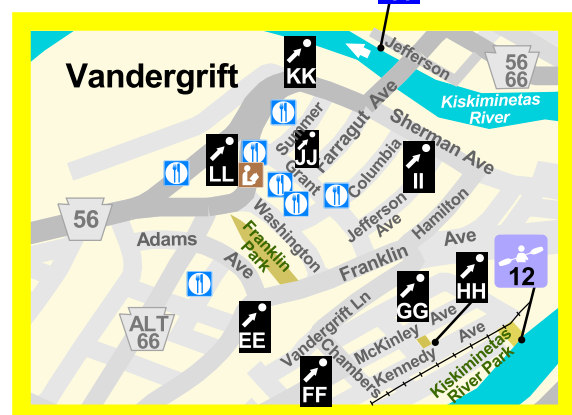 Vandergrift
KK
Jefferson
56
66
Kiskiminetas
River
Summer
Farragut Ave
Sherman Ave
JJ
LL
Grant
Columbia
II
56
Washington
Jefferson
Ave
Hamilton
Adams
Ave
Franklin
Park
Franklin
Ave
12
HH
GG
EE
ALT
66
Vandergrift Ln
McKinley
Ave
Chambers
Kennedy
Ave
Kiskiminetas
River Park
FF